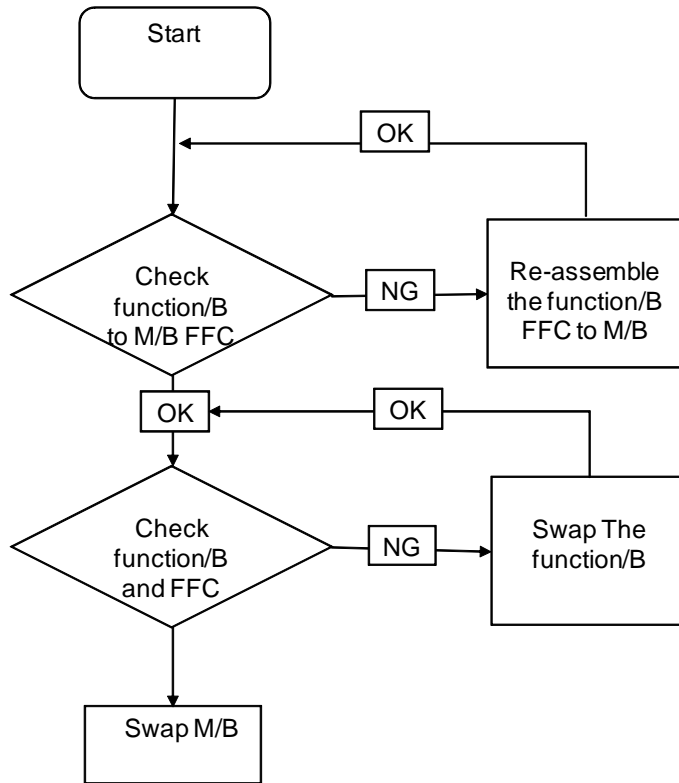 Start
OK
Check
function/B
to M/B FFC
NG
Re-assemble
the function/B
FFC to M/B
OK
OK
Check
function/B
and FFC
NG
Swap The
function/B
Swap M/B